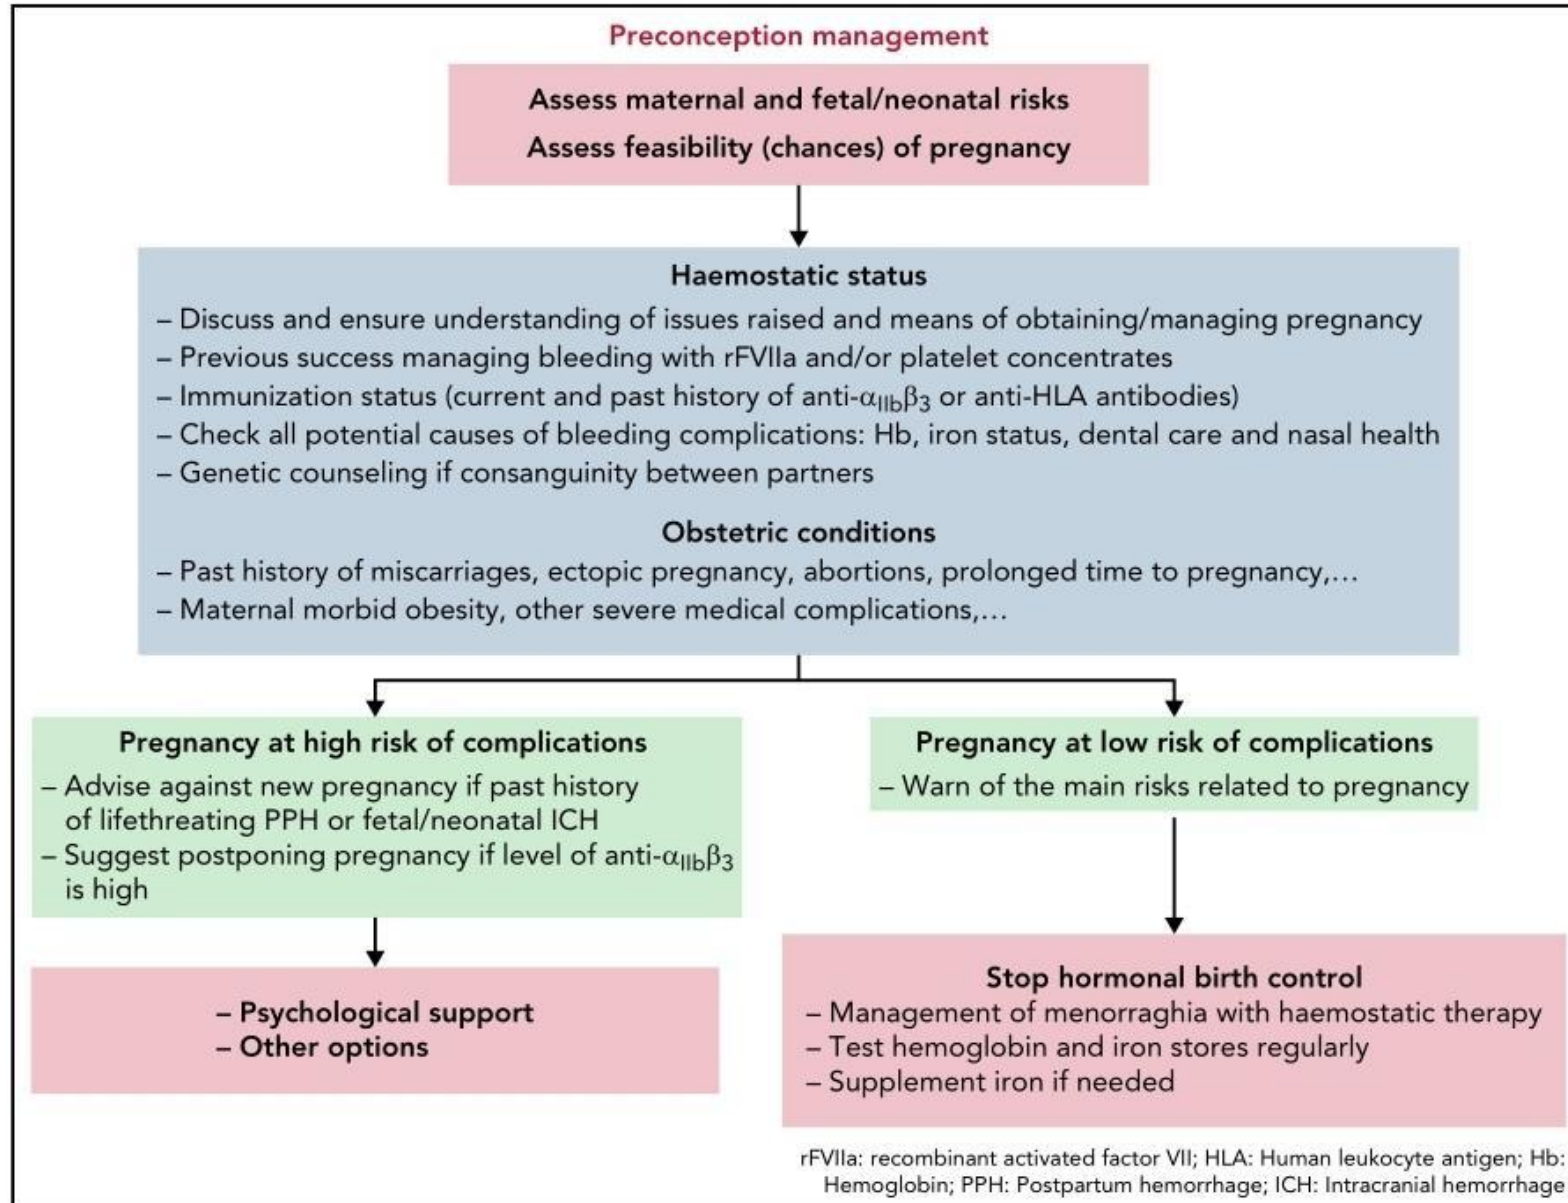 Preconception management
Assess maternal and fetal/neonatal risks
Assess feasibility (chances) of pregnancy
Haemostatic status
– Discuss and ensure understanding of issues raised and means of obtaining/managing pregnancy
– Previous success managing bleeding with rFVIIa and/or platelet concentrates
– Immunization status (current and past history of anti-αIIbβ3 or anti-HLA antibodies)
– Check all potential causes of bleeding complications: Hb, iron status, dental care and nasal health
– Genetic counseling if consanguinity between partners
Obstetric conditions
– Past history of miscarriages, ectopic pregnancy, abortions, prolonged time to pregnancy,...
– Maternal morbid obesity, other severe medical complications,...
Pregnancy at high risk of complications
– Advise against new pregnancy if past history
of lifethreating PPH or fetal/neonatal ICH
– Suggest postponing pregnancy if level of anti-αIIbβ3
is high
– Psychological support
– Other options
Pregnancy at low risk of complications
– Warn of the main risks related to pregnancy
Stop hormonal birth control
– Management of menorraghia with haemostatic therapy
– Test hemoglobin and iron stores regularly
– Supplement iron if needed
rFVIIa: recombinant activated factor VII; HLA: Human leukocyte antigen; Hb:
Hemoglobin; PPH: Postpartum hemorrhage; ICH: Intracranial hemorrhage